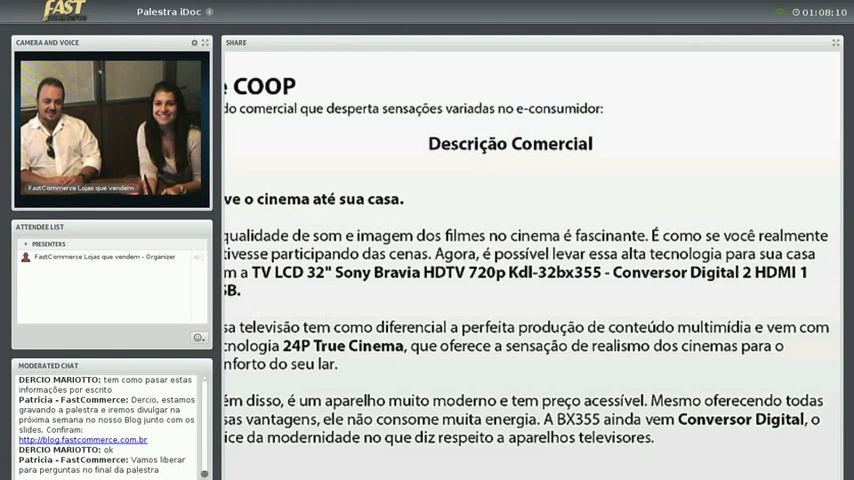 FAST
Palestra iDoc
01:08:10
CAMERA AND VOICE
FastCommerce Lojas que vendem
ATTENDEE LIST
PRESENTERS
FastCommerce Lojas que vendem - Organizer
MODERATED CHAT
DERCIO MARIOTTO: tem como pasar estas
informações por escrito
Patricia - FastCommerce: Dercio, estamos
gravando a palestra e iremos divulgar na
próxima semana no nosso Blog junto com os
slides. Confiram:
http://blog.fastcommerce.com.br
DERCIO MARIOTTO: ok
Patricia - FastCommerce: Vamos liberar
para perguntas no final da palestra
SHARE
e COOP
do comercial que desperta sensações variadas no e-consumidor:
Descrição Comercial
ve o cinema até sua casa.
qualidade de som e imagem dos filmes no cinema é fascinante. É como se você realmente
tivesse participando das cenas. Agora, é possível levar essa alta tecnologia para sua casa
m a TV LCD 32" Sony Bravia HDTV 720p Kdl-32bx355 - Conversor Digital 2 HDMI 1
SB.
sa televisão tem como diferencial a perfeita produção de conteúdo multimídia e vem com
cnologia 24P True Cinema, que oferece a sensação de realismo dos cinemas para o
nforto do seu lar.
ém disso, é um aparelho muito moderno e tem preço acessível. Mesmo oferecendo todas
sas vantagens, ele não consome muita energia. A BX355 ainda vem Conversor Digital, o
ice da modernidade no que diz respeito a aparelhos televisores.